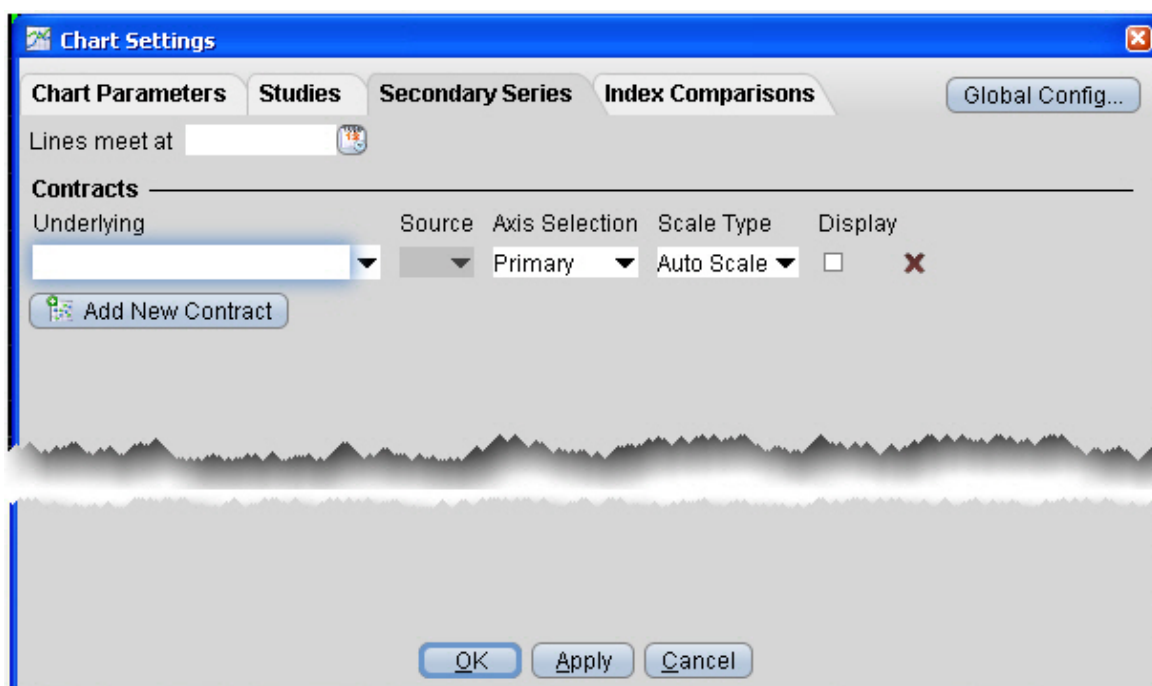 Chart Settings
Chart Parameters Studies Secondary Series Index Comparisons Global Config...
Lines meet at
Contracts
Underlying Source Axis Selection Scale Type Display
Primary Auto Scale
Add New Contract
OK Apply Cancel